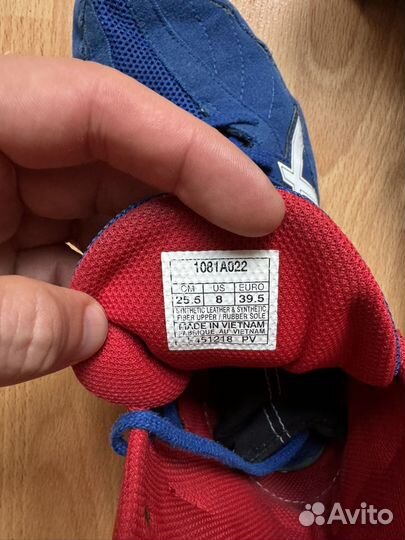 1081A022
CM US EURO
25.5 8 39.5
SYNTHETIC LEATHER & SYNTHETIC
FIBER UPPER / RUBBER SOLE
MADE IN VIETNAM
FABRIQUE AU VIETNAM
451218 PV
Avito